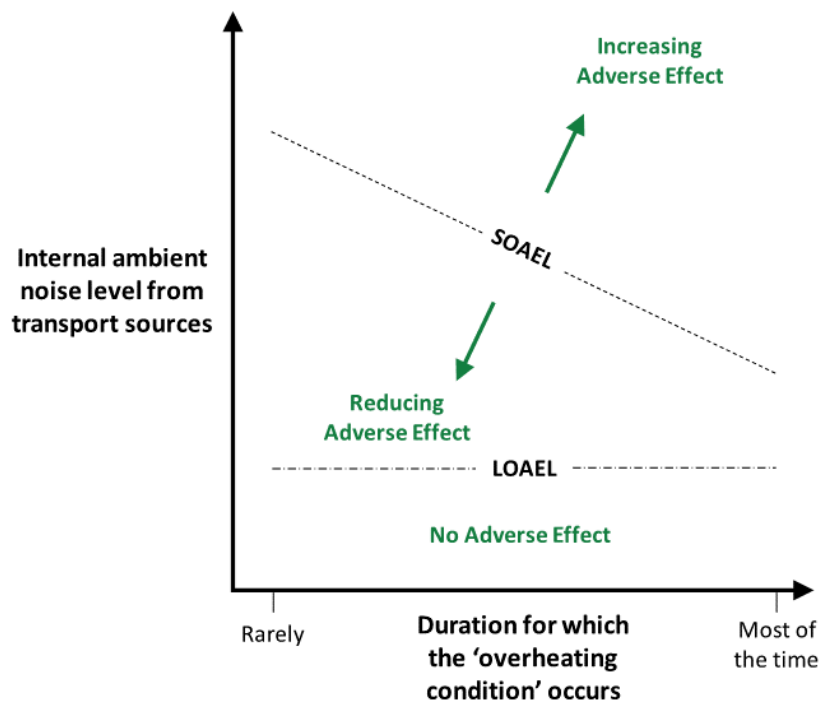 Increasing
Adverse Effect
SOAEL
Internal ambient
noise level from
transport sources
Reducing
Adverse Effect
LOAEL
No Adverse Effect
Rarely
Duration for which
the ‘overheating
condition’ occurs
Most of
the time